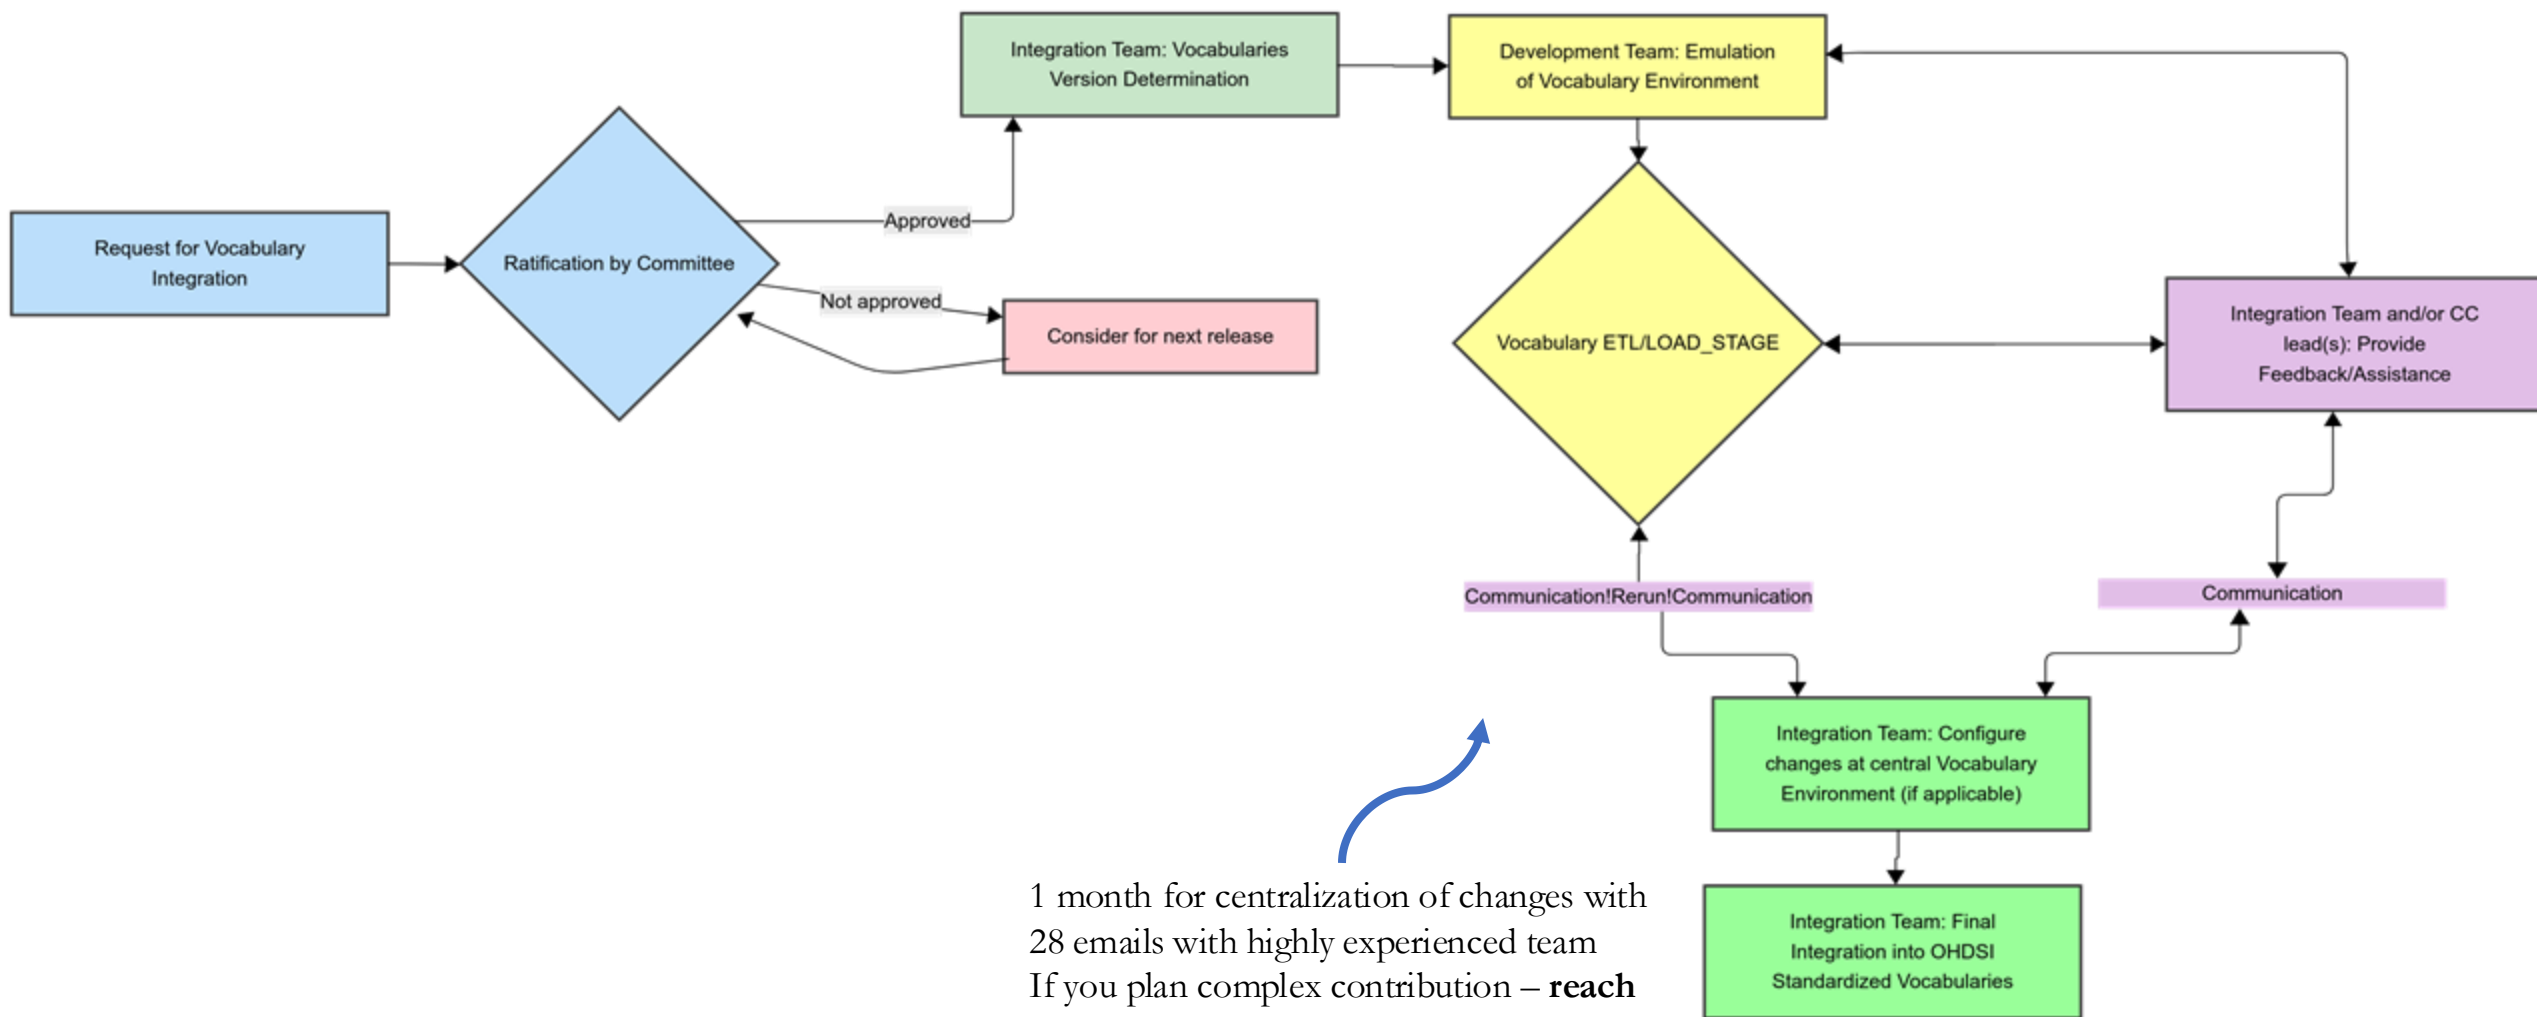 Integration Team: Vocabularies
Version Determination
Development Team: Emulation
of Vocabulary Environment
Approved
Request for Vocabulary
Integration
Ratification by Committee
Not approved
Consider for next release
Vocabulary ETL/LOAD_STAGE
Integration Team and/or CC
lead(s): Provide
Feedback/Assistance
Communication!Rerun!Communication
Communication
Integration Team: Configure
changes at central Vocabulary
Environment (if applicable)
1 month for centralization of changes with
28 emails with highly experienced team
If you plan complex contribution – reach
Integration Team: Final
Integration into OHDSI
Standardized Vocabularies